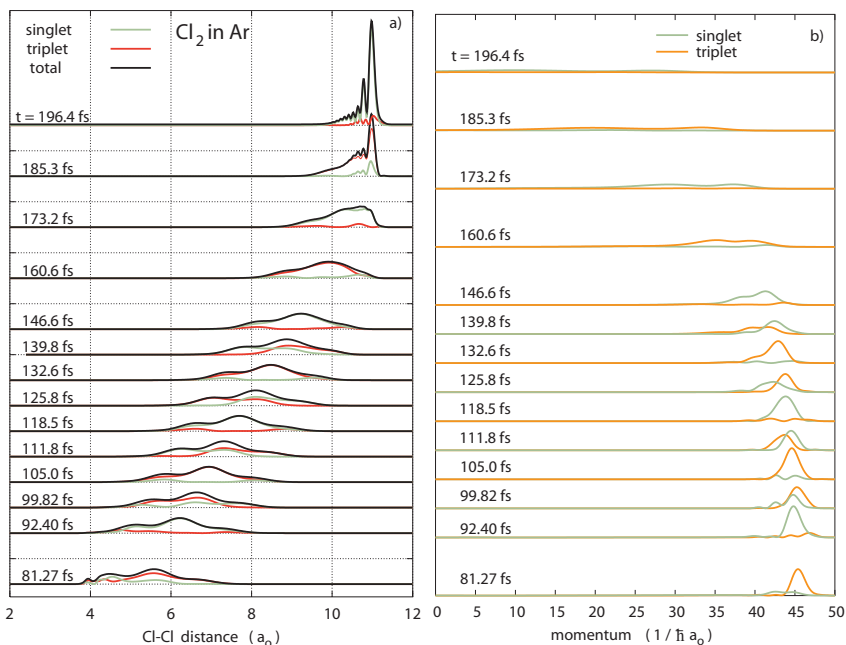 singlet
triplet
total
Cl2 in Ar
a)
t = 196.4 fs
185.3 fs
173.2 fs
160.6 fs
146.6 fs
139.8 fs
132.6 fs
125.8 fs
118.5 fs
111.8 fs
105.0 fs
99.82 fs
92.40 fs
81.27 fs
2 4 6 8 10 12
Cl-Cl distance ( ao )
singlet
triplet
b)
t = 196.4 fs
185.3 fs
173.2 fs
160.6 fs
146.6 fs
139.8 fs
132.6 fs
125.8 fs
118.5 fs
111.8 fs
105.0 fs
99.82 fs
92.40 fs
81.27 fs
0 5 10 15 20 25 30 35 40 45 50
momentum ( 1 / ħ ao )